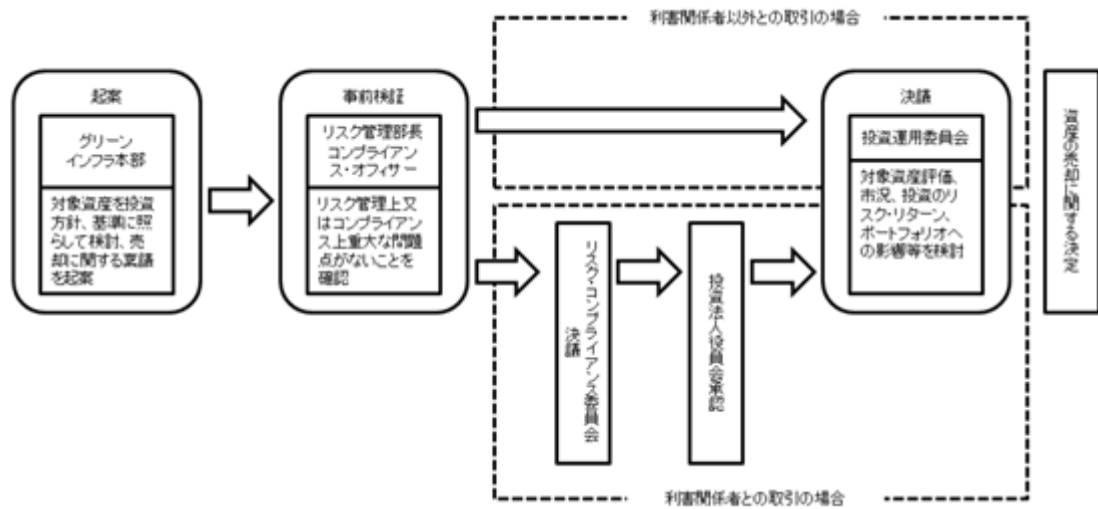 利害関係者以外との取引の場合
起案
グリーン
インフラ本部
対象資産を投資
方針、基準に照
らして検討、売
却に関する稟議
を起案
事前検証
リスク管理部長
コンプライアン
ス・オフィサー
リスク管理上又
はコンプライアン
ス上重大な問題
点がないことを
確認
リスク・コンプライアンス委員会
決議
投資法人役員会承認
決議
投資運用委員会
対象資産評価、
市況、投資のリ
スク・リターン、
ポートフォリオへ
の影響等を検討
資産の売却に関する決定
利害関係者との取引の場合